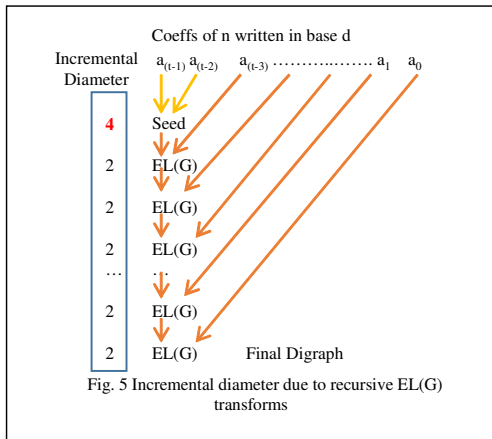 Coeffs of n written in base d
Incremental Diameter
a(t-1) a(t-2) a(t-3) ………...……. a1 a0
4 Seed
2 EL(G)
2 EL(G)
2 EL(G)
… …
2 EL(G)
2 EL(G) Final Digraph
Fig. 5 Incremental diameter due to recursive EL(G)
transforms